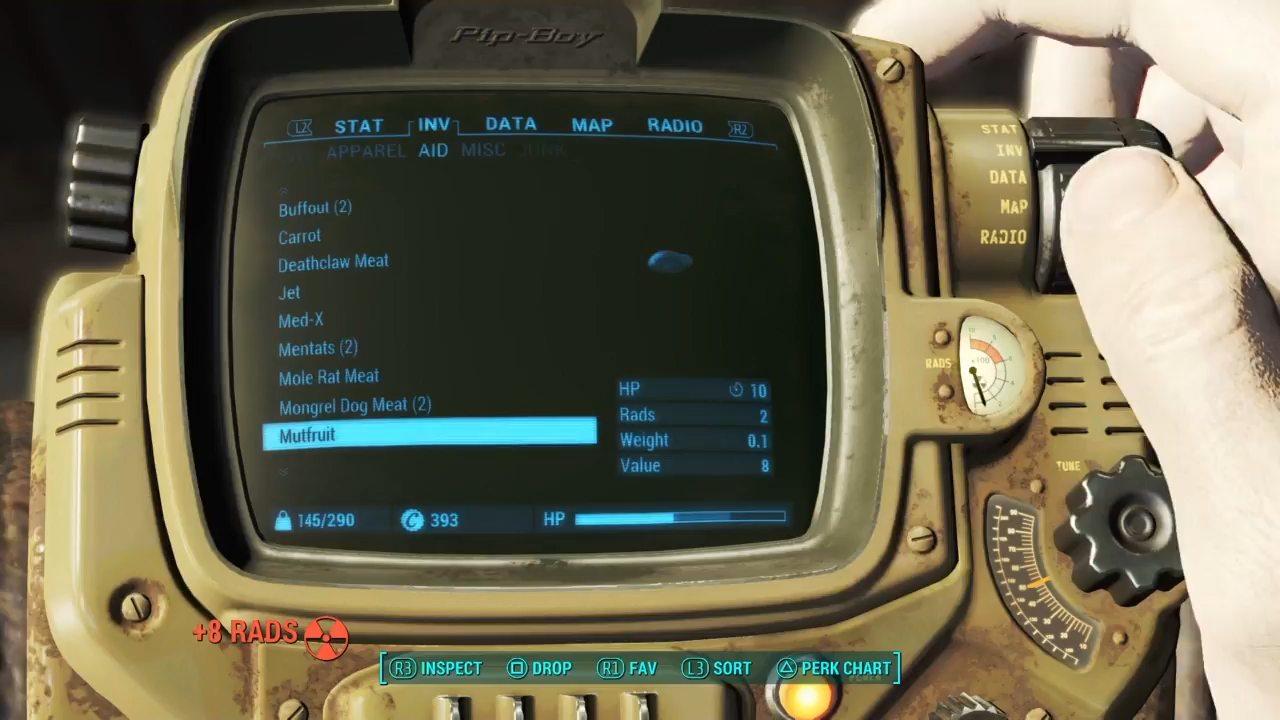 Pip-Boy
L2 STAT INV DATA MAP RADIO R2
APPAREL AID MISC JUNK
Buffout (2)
Carrot
Deathclaw Meat
Jet
Med-X
Mentats (2)
Mole Rat Meat
Mongrel Dog Meat (2)
Mutfruit
HP 10
Rads 2
Weight 0.1
Value 8
145/290 393 HP
STAT
INV
DATA
MAP
RADIO
RADS
x100
TUNE
+8 RADS
R3 INSPECT DROP R1 FAV L3 SORT PERK CHART